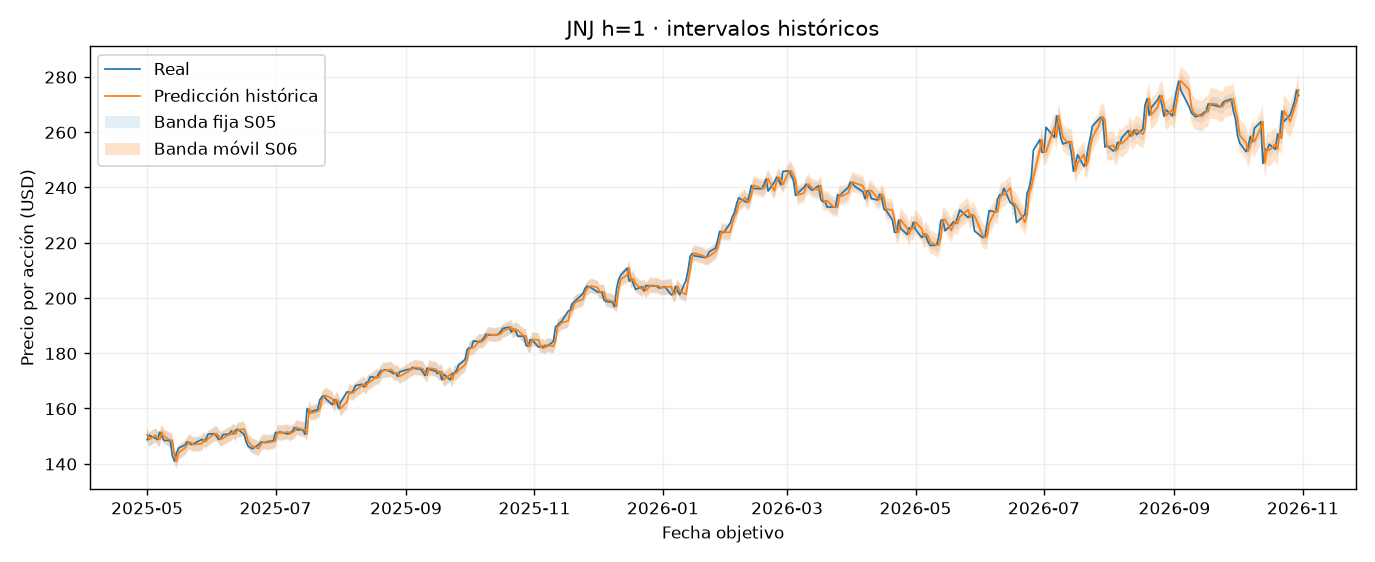 JNJ h=1 · intervalos históricos
Real
Predicción histórica
Banda fija S05
Banda móvil S06
Precio por acción (USD)
280
260
240
220
200
180
160
140
2025-05 2025-07 2025-09 2025-11 2026-01 2026-03 2026-05 2026-07 2026-09 2026-11
Fecha objetivo